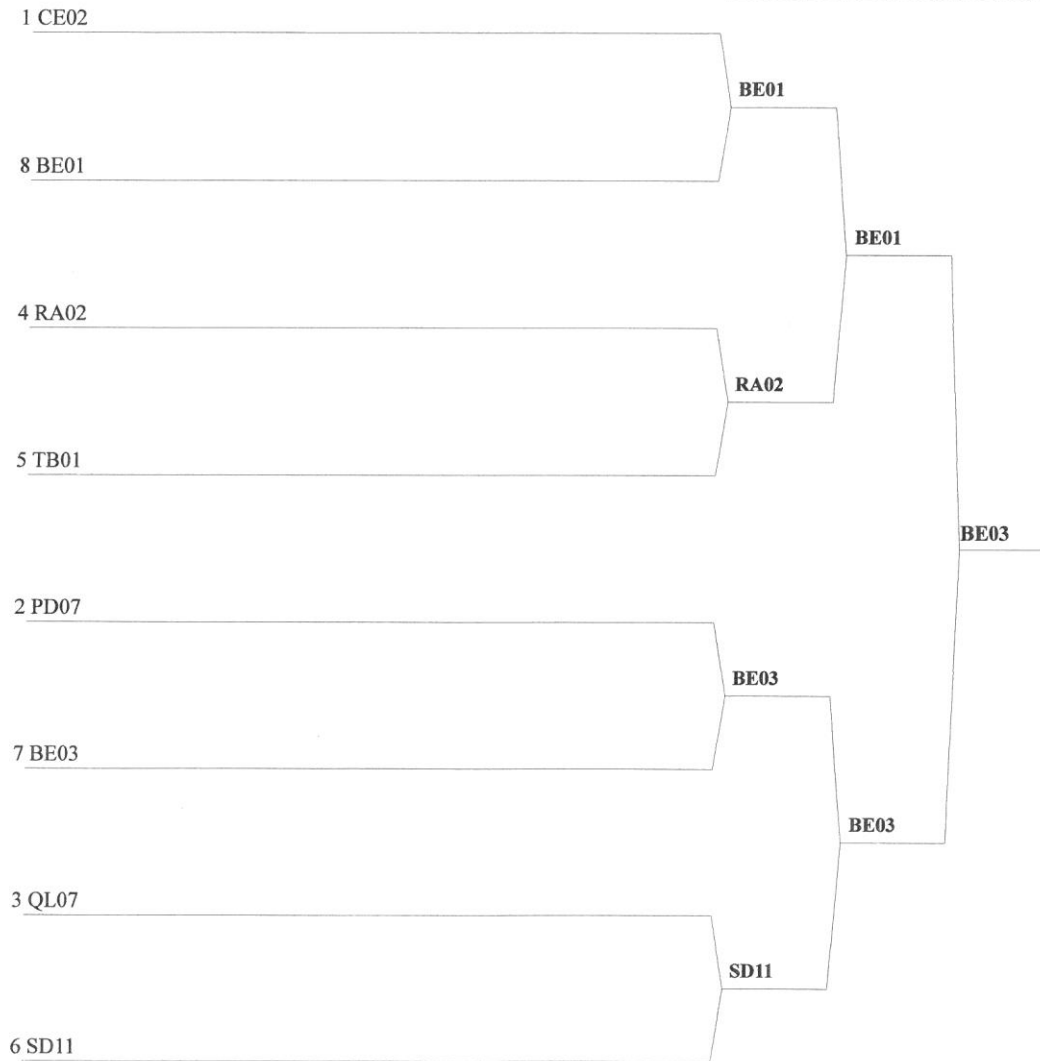 1 CE02
BE01
8 BE01
BE01
4 RA02
RA02
5 TB01
BE03
2 PD07
BE03
7 BE03
BE03
3 QL07
SD11
6 SD11